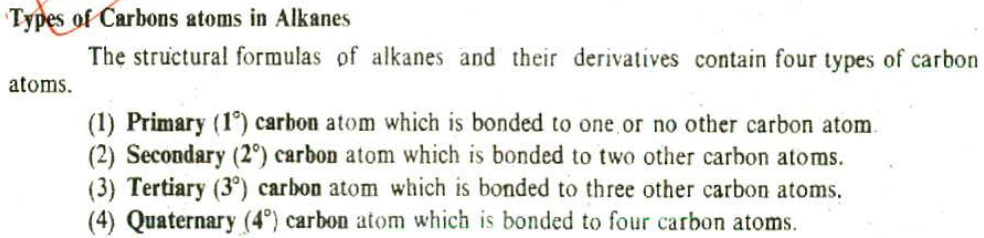 Types of Carbons atoms in Alkanes
The structural formulas of alkanes and their derivatives contain four types of carbon
atoms.
(1) Primary (1°) carbon atom which is bonded to one or no other carbon atom.
(2) Secondary (2°) carbon atom which is bonded to two other carbon atoms.
(3) Tertiary (3°) carbon atom which is bonded to three other carbon atoms.
(4) Quaternary (4°) carbon atom which is bonded to four carbon atoms.